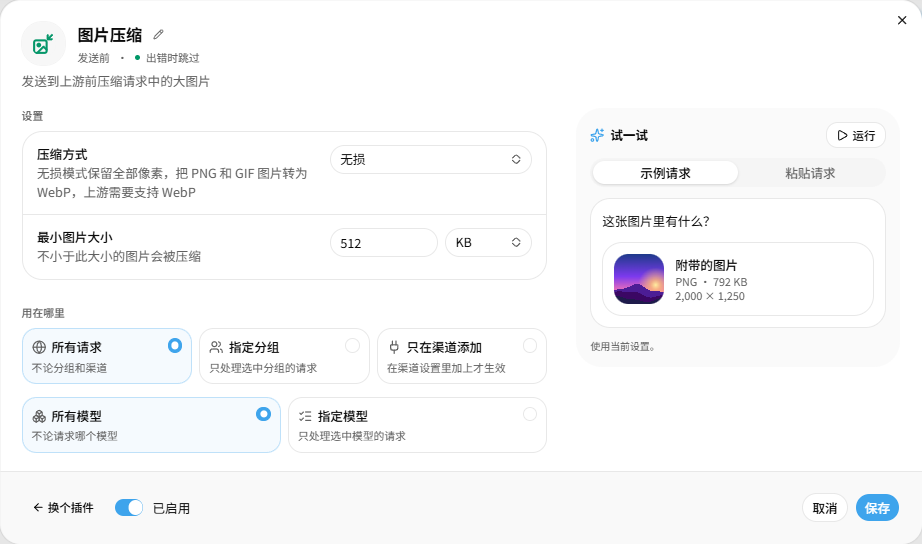 图片压缩
发送前 • 出错时跳过
发送到上游前压缩请求中的大图片
设置
压缩方式
无损模式保留全部像素，把 PNG 和 GIF 图片转为
WebP，上游需要支持 WebP
无损
最小图片大小
不小于此大小的图片会被压缩
512
KB
用在哪里
所有请求
不论分组和渠道
指定分组
只处理选中分组的请求
只在渠道添加
在渠道设置里加上才生效
所有模型
不论请求哪个模型
指定模型
只处理选中模型的请求
试一试
运行
示例请求
粘贴请求
这张图片里有什么？
附带的图片
PNG • 792 KB
2,000 × 1,250
使用当前设置。
换个插件
已启用
取消
保存